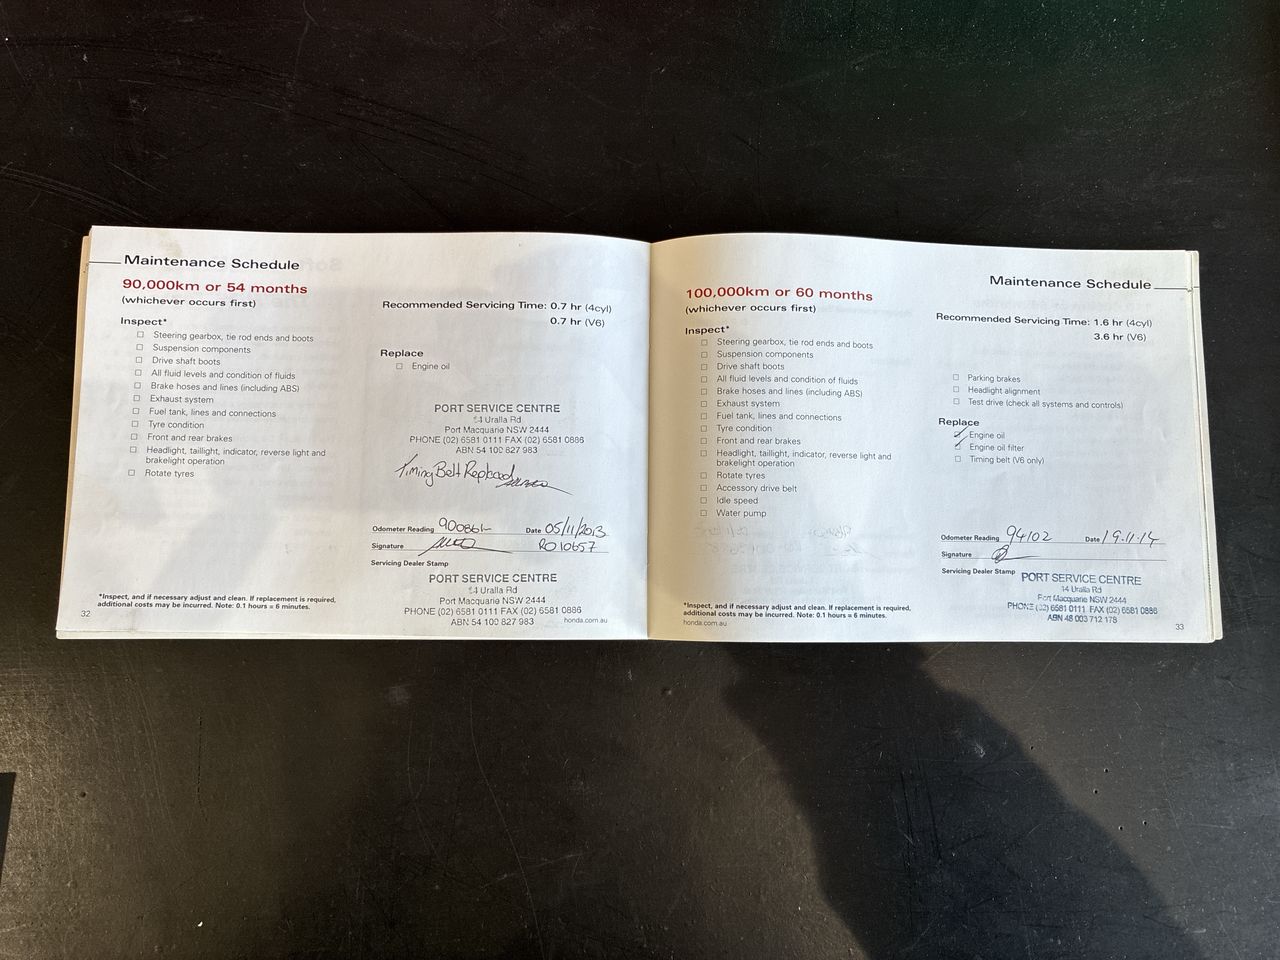 Maintenance Schedule
90,000km or 54 months
(whichever occurs first)
Recommended Servicing Time: 0.7 hr (4cyl)
0.7 hr (V6)
Inspect*
☐ Steering gearbox, tie rod ends and boots
☐ Suspension components
☐ Drive shaft boots
☐ All fluid levels and condition of fluids
☐ Brake hoses and lines (including ABS)
☐ Exhaust system
☐ Fuel tank, lines and connections
☐ Tyre condition
☐ Front and rear brakes
☐ Headlight, taillight, indicator, reverse light and
brakelight operation
☐ Rotate tyres
Replace
☐ Engine oil
PORT SERVICE CENTRE
14 Uralla Rd
Port Macquarie NSW 2444
PHONE (02) 6581 0111 FAX (02) 6581 0886
ABN 54 100 827 983
Timing Belt Replaced
Odometer Reading Date 05/11/2013
Signature RO 10657
Servicing Dealer Stamp
PORT SERVICE CENTRE
14 Uralla Rd
Port Macquarie NSW 2444
PHONE (02) 6581 0111 FAX (02) 6581 0886
ABN 54 100 827 983
*Inspect, and if necessary adjust and clean. If replacement is required,
additional costs may be incurred. Note: 0.1 hours = 6 minutes.
32
honda.com.au
Maintenance Schedule
100,000km or 60 months
(whichever occurs first)
Recommended Servicing Time: 1.6 hr (4cyl)
3.6 hr (V6)
Inspect*
☐ Steering gearbox, tie rod ends and boots
☐ Suspension components
☐ Drive shaft boots
☐ All fluid levels and condition of fluids
☐ Brake hoses and lines (including ABS)
☐ Exhaust system
☐ Fuel tank, lines and connections
☐ Tyre condition
☐ Front and rear brakes
☐ Headlight, taillight, indicator, reverse light and
brakelight operation
☐ Rotate tyres
☐ Accessory drive belt
☐ Idle speed
☐ Water pump
☐ Parking brakes
☐ Headlight alignment
☐ Test drive (check all systems and controls)
Replace
☑ Engine oil
☑ Engine oil filter
☐ Timing belt (V6 only)
Odometer Reading 94102 Date 19.11.14
Signature
Servicing Dealer Stamp
PORT SERVICE CENTRE
14 Uralla Rd
Port Macquarie NSW 2444
PHONE (02) 6581 0111 FAX (02) 6581 0886
ABN 48 003 712 178
*Inspect, and if necessary adjust and clean. If replacement is required,
additional costs may be incurred. Note: 0.1 hours = 6 minutes.
honda.com.au
33